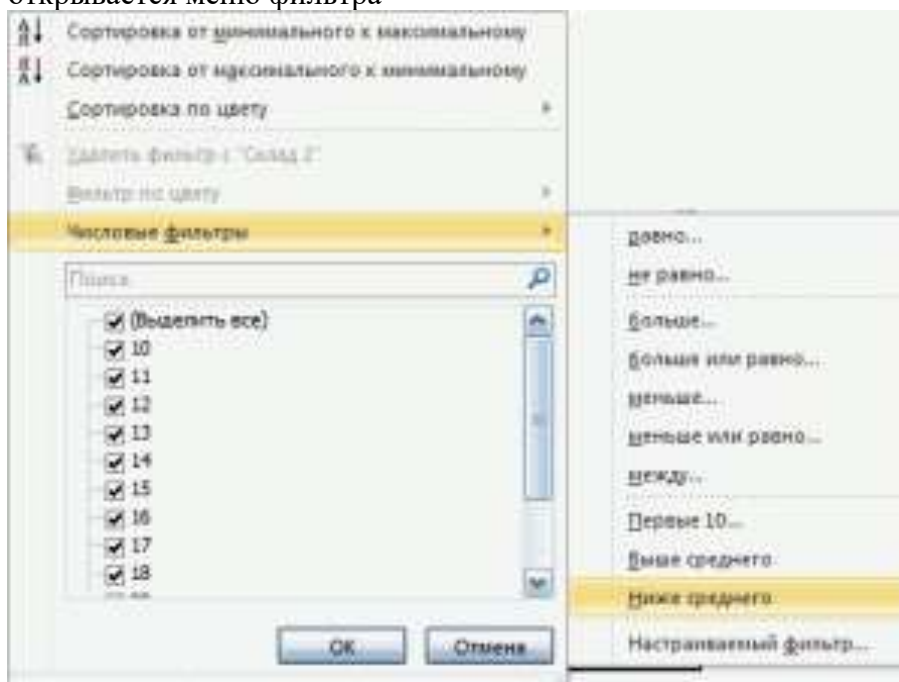 открывается меню фильтра
Сортировка от минимального к максимальному
Сортировка от максимального к минимальному
Сортировка по цвету
Удалить фильтр с "Склад 2"
Фильтр по цвету
Числовые фильтры
Поиск
(Выделить все)
10
11
12
13
14
15
16
17
18
ОК
Отмена
равно...
не равно...
больше...
больше или равно...
меньше...
меньше или равно...
между...
Первые 10...
Выше среднего
Ниже среднего
Настраиваемый фильтр...